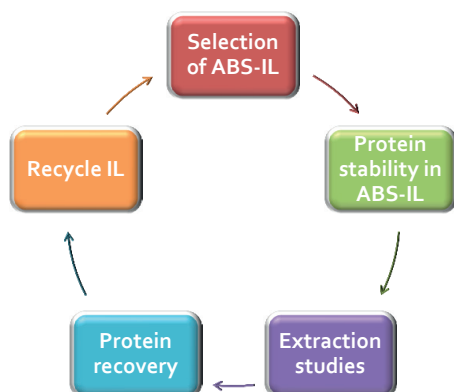 Selection
of ABS-IL
Protein
stability in
ABS-IL
Extraction
studies
Protein
recovery
Recycle IL